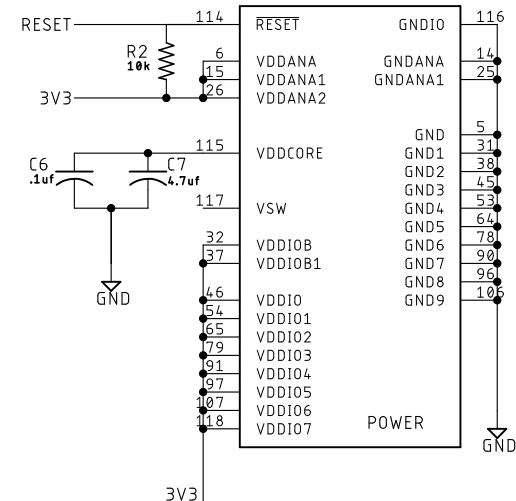 RESET 114 RESET GNDIO 116
R2
10k
6 VDDANA GNDANA 14
15 VDDANA1 GNDANA1 25
3V3 26 VDDANA2
GND 5
115 VDDCORE GND1 31
C6
.1uf
C7
4.7uf
GND2 38
GND3 45
117 VSW GND4 53
GND5 64
32 VDDIOB GND6 78
37 VDDIOB1 GND7 90
GND8 96
GND
46 VDDIO GND9 106
54 VDDIO1
65 VDDIO2
79 VDDIO3
91 VDDIO4
97 VDDIO5
107 VDDIO6
118 VDDIO7
POWER
GND
3V3